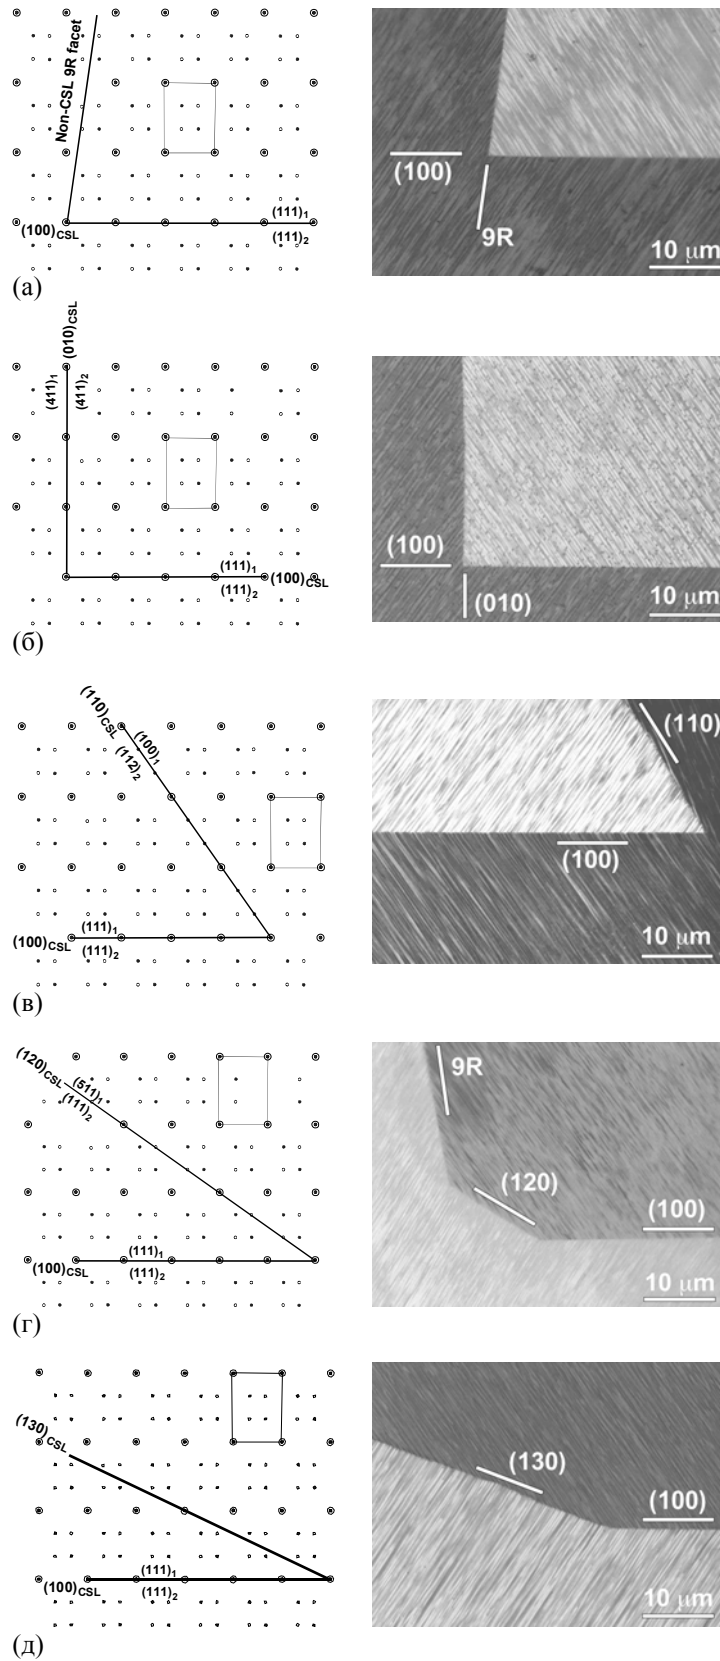 Non-CSL 9R facet
(111)₁
(100)CSL
(111)₂
(100)
9R
10 μm
(а)
(010)CSL
(411)₁
(411)₂
(111)₁
(100)CSL
(111)₂
(100)
(010)
10 μm
(б)
(110)CSL
(100)₁
(112)₂
(111)₁
(100)CSL
(111)₂
(110)
(100)
10 μm
(в)
(120)CSL
(511)₁
(111)₂
(111)₁
(100)CSL
(111)₂
9R
(120)
(100)
10 μm
(г)
(130)CSL
(111)₁
(100)CSL
(111)₂
(130)
(100)
10 μm
(д)